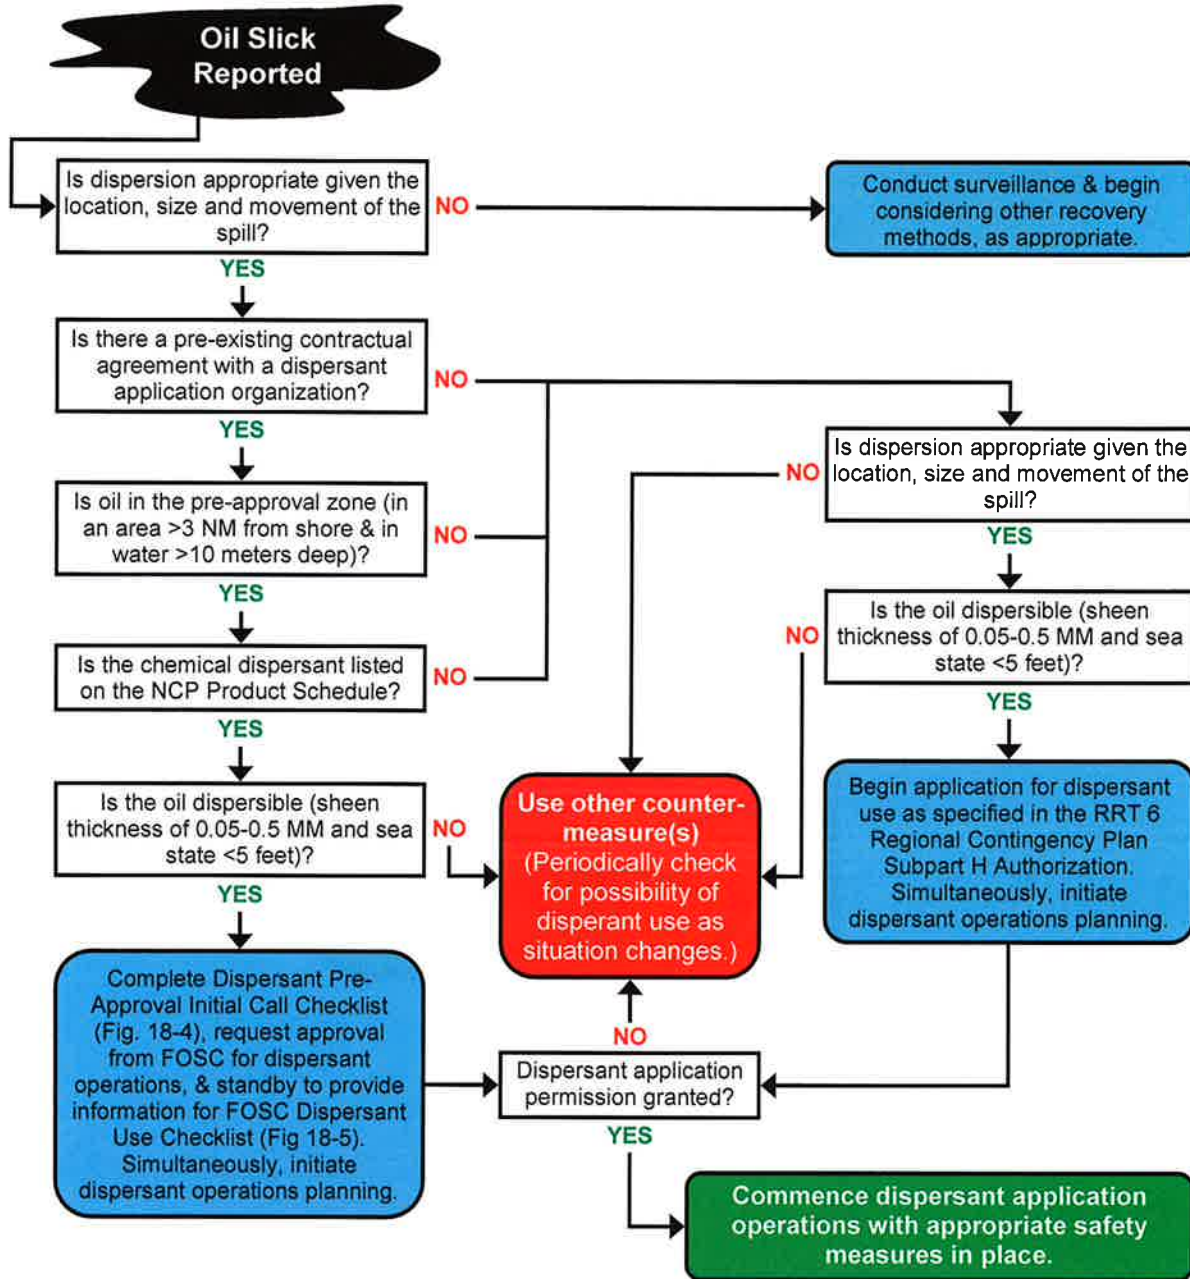 Oil Slick
Reported
Is dispersion appropriate given the
location, size and movement of the
spill?
NO
Conduct surveillance & begin
considering other recovery
methods, as appropriate.
YES
Is there a pre-existing contractual
agreement with a dispersant
application organization?
NO
YES
Is oil in the pre-approval zone (in
an area >3 NM from shore & in
water >10 meters deep)?
NO
YES
Is the chemical dispersant listed
on the NCP Product Schedule?
NO
YES
Is the oil dispersible (sheen
thickness of 0.05-0.5 MM and sea
state <5 feet)?
NO
YES
Complete Dispersant Pre-
Approval Initial Call Checklist
(Fig. 18-4), request approval
from FOSC for dispersant
operations, & standby to provide
information for FOSC Dispersant
Use Checklist (Fig 18-5).
Simultaneously, initiate
dispersant operations planning.
Is dispersion appropriate given the
location, size and movement of the
spill?
NO
YES
Is the oil dispersible (sheen
thickness of 0.05-0.5 MM and sea
state <5 feet)?
NO
YES
Begin application for dispersant
use as specified in the RRT 6
Regional Contingency Plan
Subpart H Authorization.
Simultaneously, initiate
dispersant operations planning.
Use other counter-
measure(s)
(Periodically check
for possibility of
disperant use as
situation changes.)
NO
Dispersant application
permission granted?
YES
Commence dispersant application
operations with appropriate safety
measures in place.